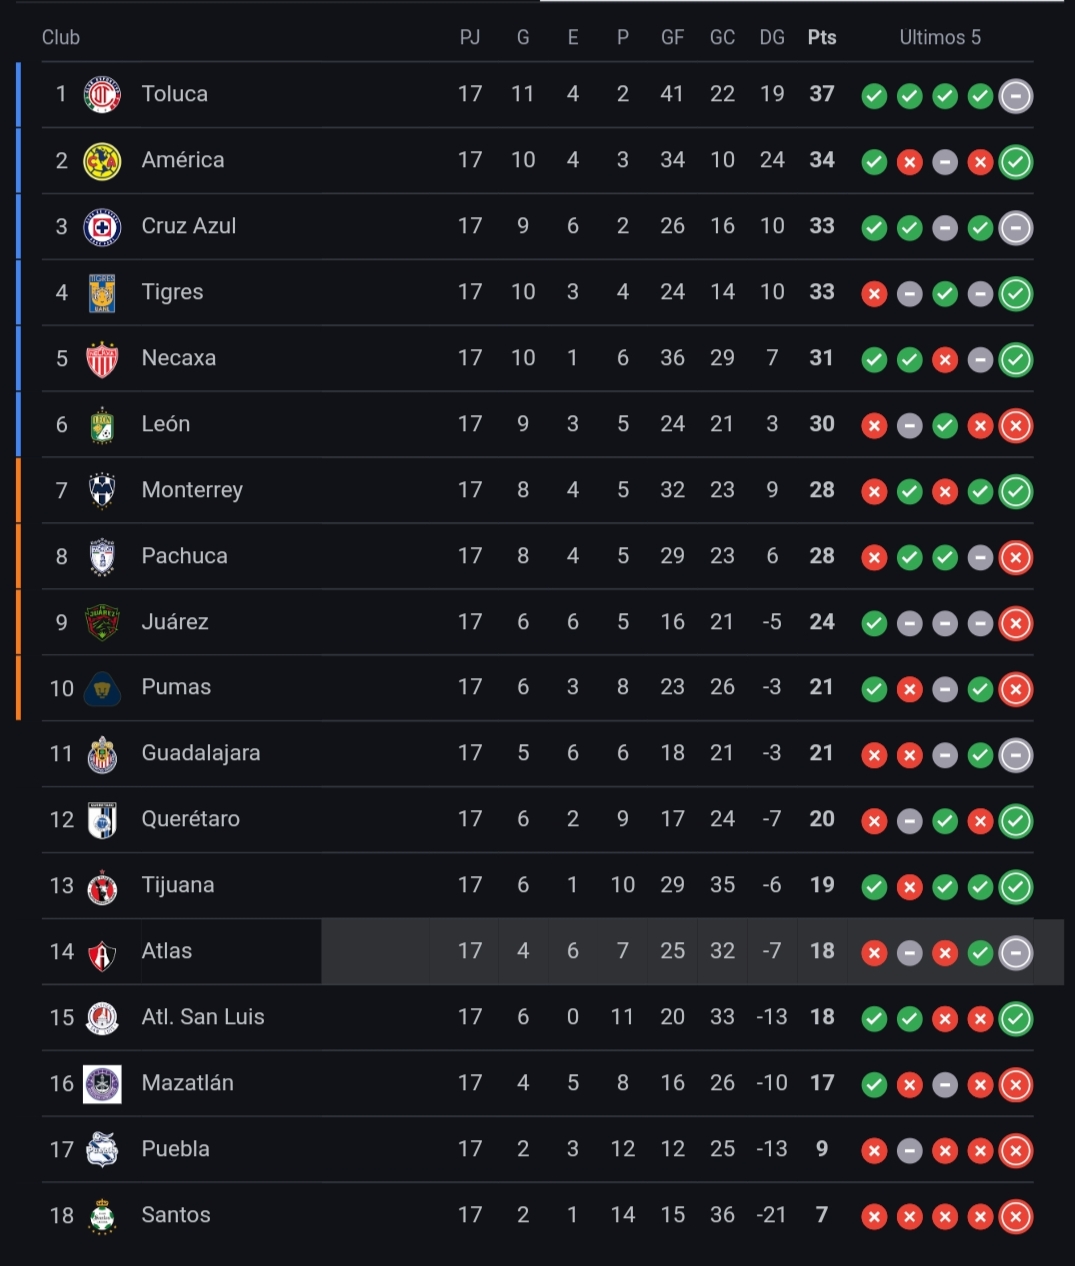 Club PJ G E P GF GC DG Pts Ultimos 5
1 Toluca 17 11 4 2 41 22 19 37
2 América 17 10 4 3 34 10 24 34
3 Cruz Azul 17 9 6 2 26 16 10 33
4 Tigres 17 10 3 4 24 14 10 33
5 Necaxa 17 10 1 6 36 29 7 31
6 León 17 9 3 5 24 21 3 30
7 Monterrey 17 8 4 5 32 23 9 28
8 Pachuca 17 8 4 5 29 23 6 28
9 Juárez 17 6 6 5 16 21 -5 24
10 Pumas 17 6 3 8 23 26 -3 21
11 Guadalajara 17 5 6 6 18 21 -3 21
12 Querétaro 17 6 2 9 17 24 -7 20
13 Tijuana 17 6 1 10 29 35 -6 19
14 Atlas 17 4 6 7 25 32 -7 18
15 Atl. San Luis 17 6 0 11 20 33 -13 18
16 Mazatlán 17 4 5 8 16 26 -10 17
17 Puebla 17 2 3 12 12 25 -13 9
18 Santos 17 2 1 14 15 36 -21 7